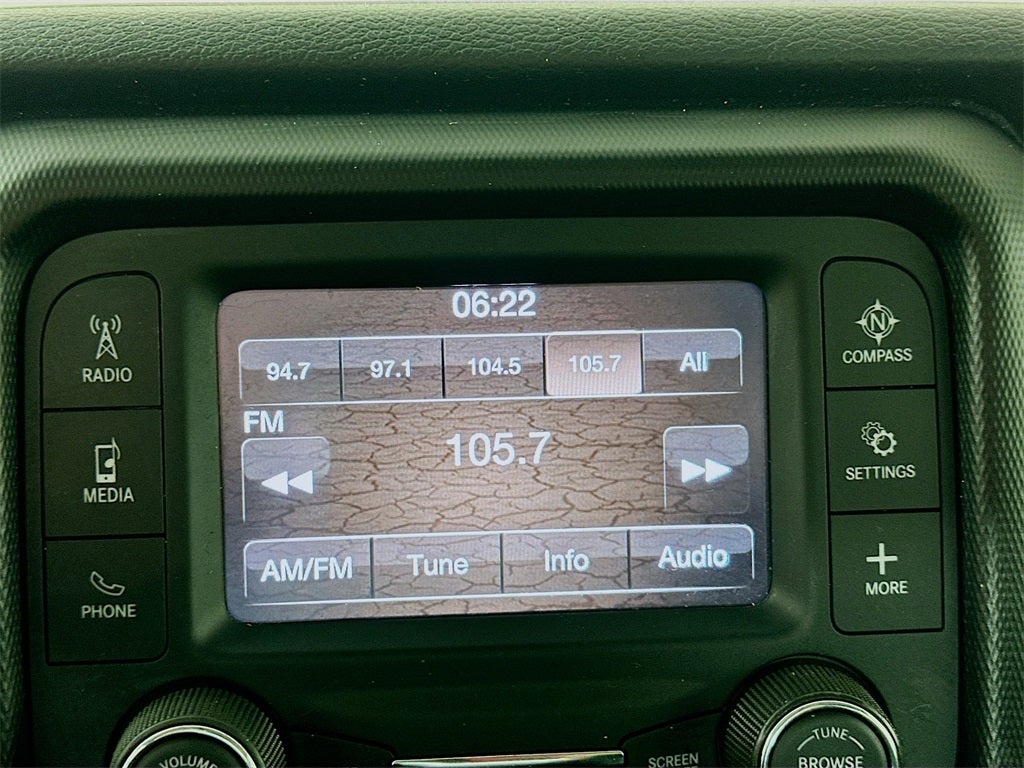 06:22
94.7 97.1 104.5 105.7 All
FM
105.7
AM/FM Tune Info Audio
RADIO
MEDIA
PHONE
N
COMPASS
SETTINGS
MORE
VOLUME
SCREEN
TUNE
BROWSE